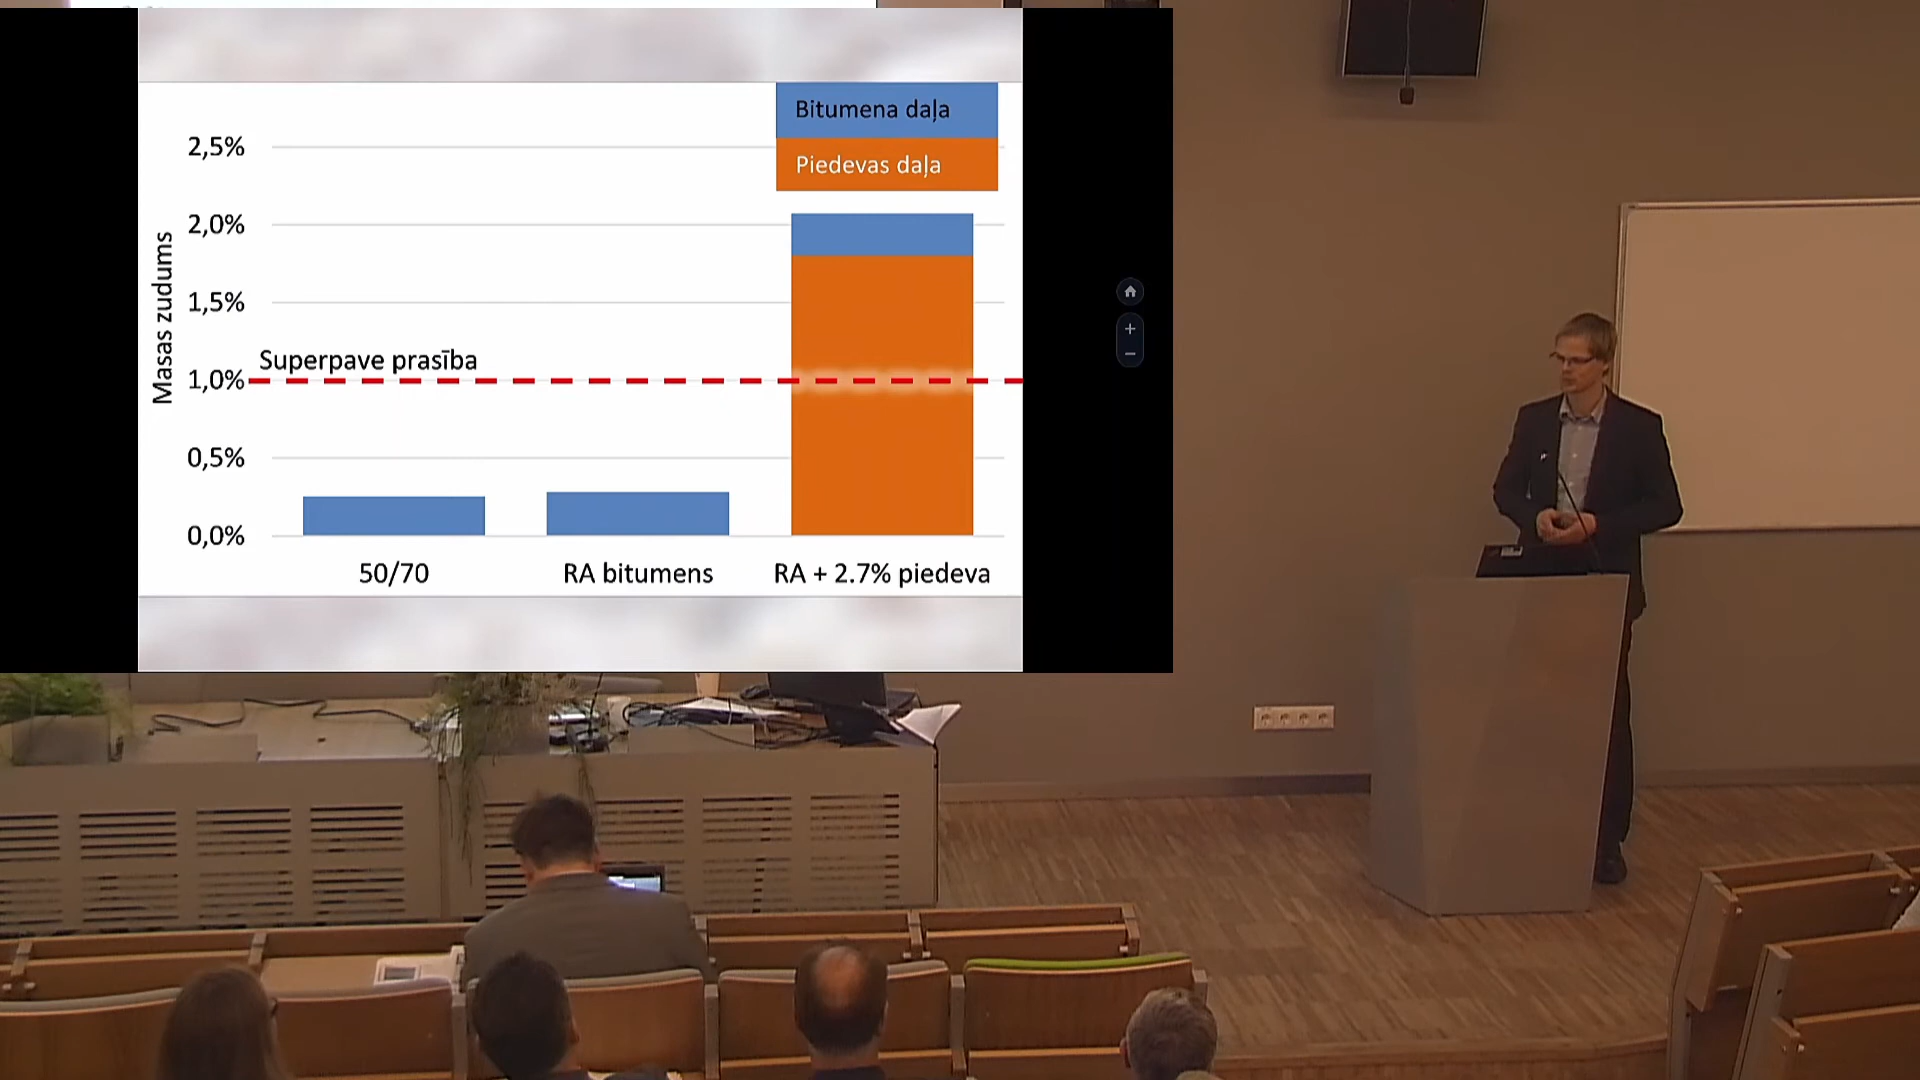 Bitumena daļa
Piedevas daļa
2,5%
2,0%
1,5%
1,0%
0,5%
0,0%
Masas zudums
Superpave prasība
50/70
RA bitumens
RA + 2.7% piedeva